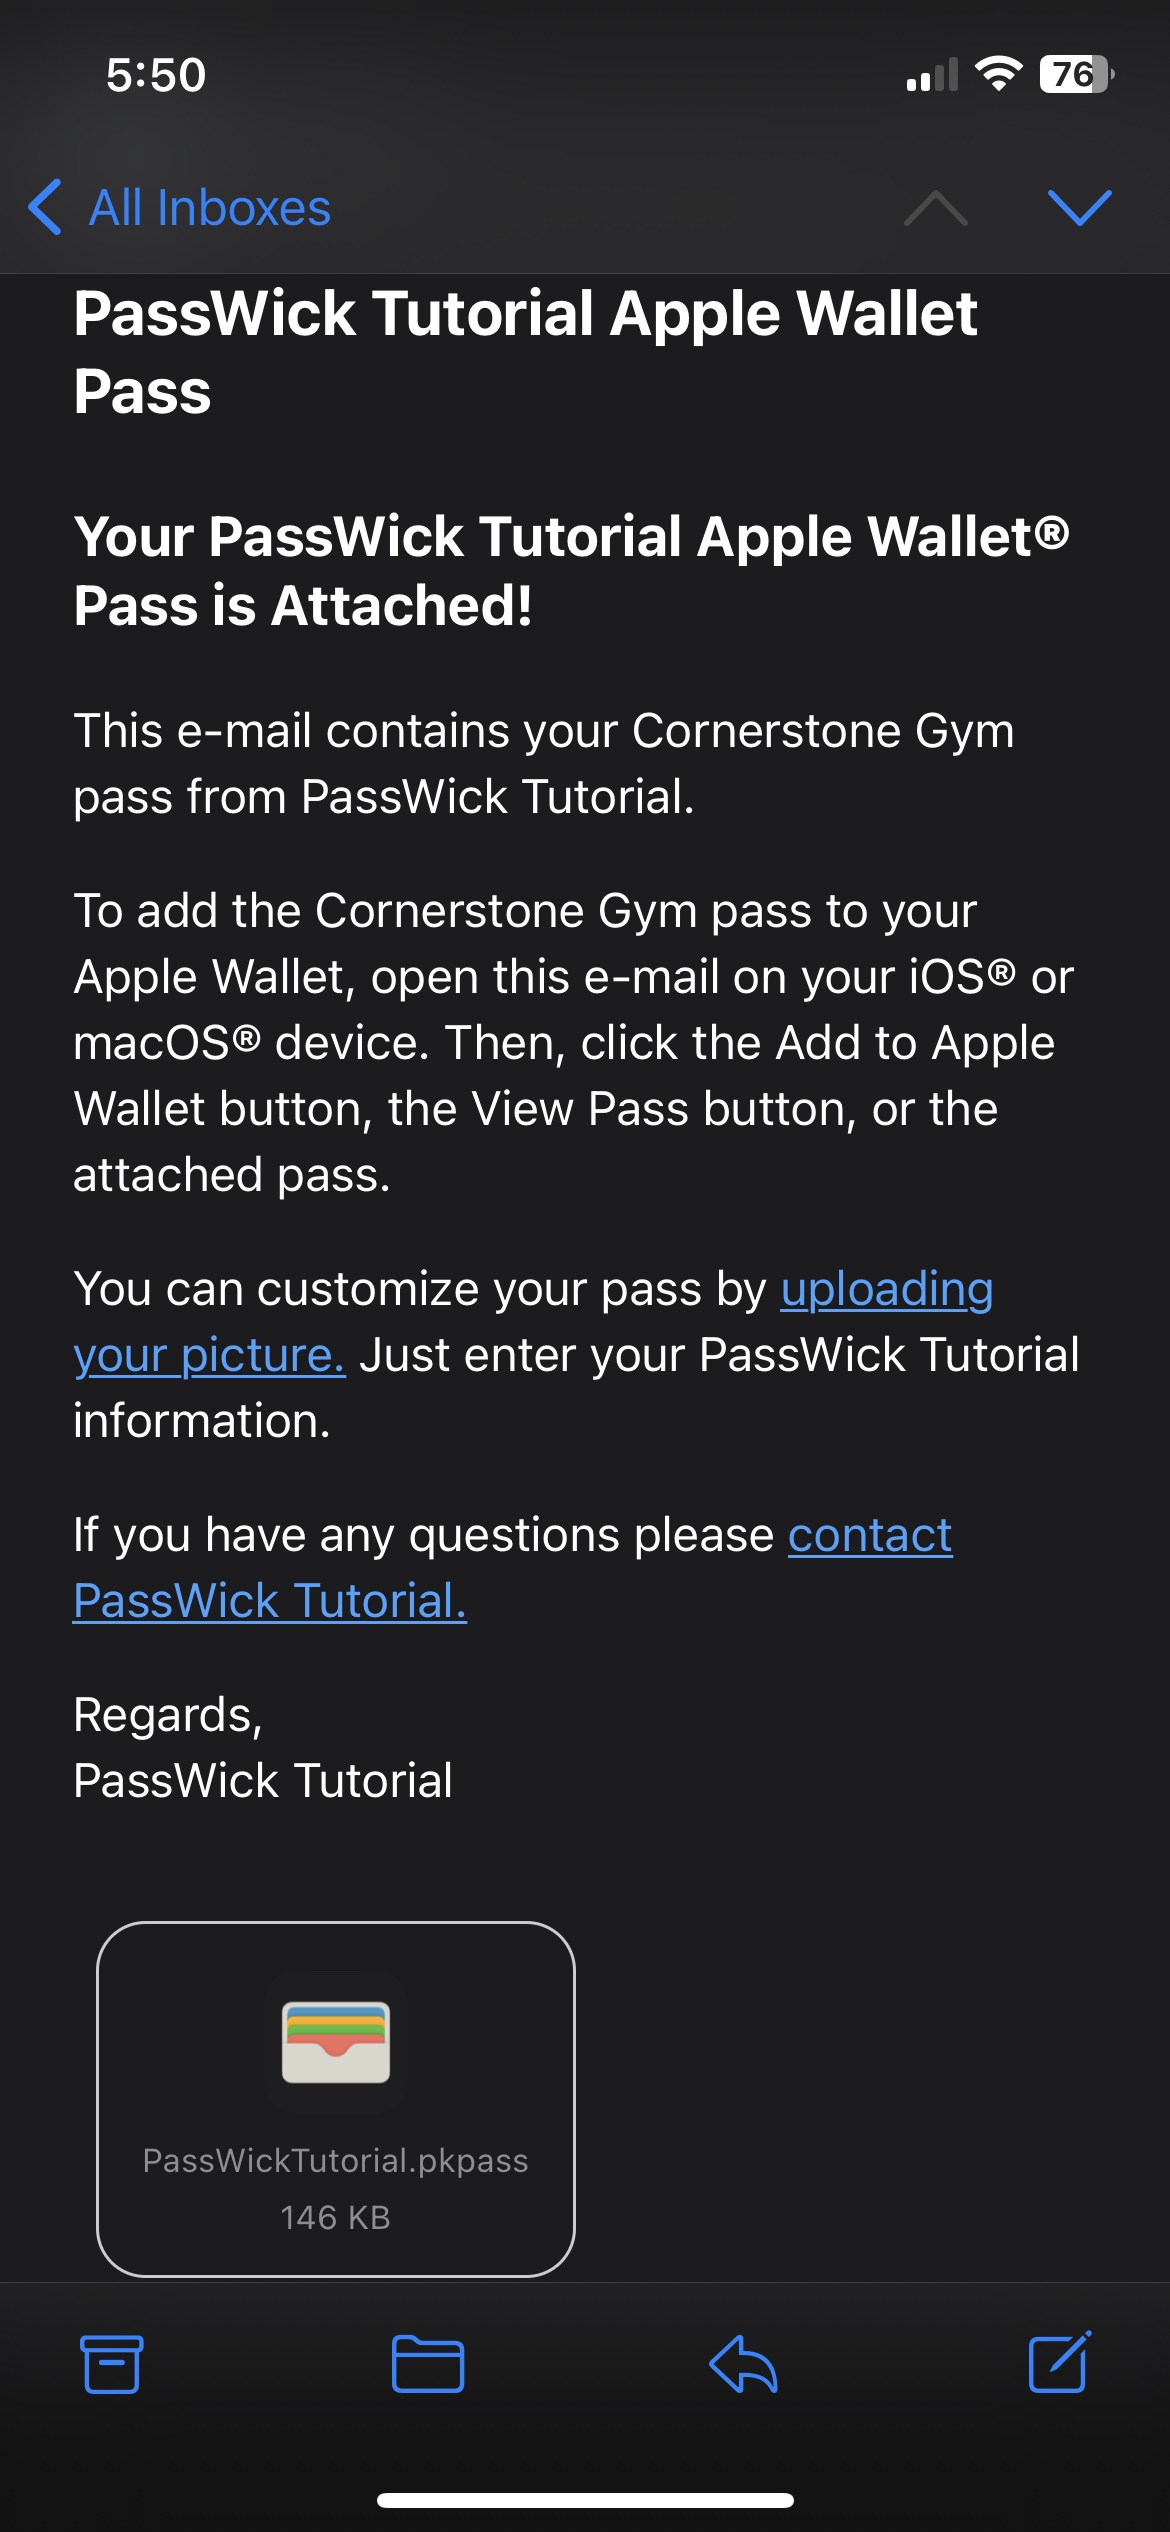 5:50
76
All Inboxes
PassWick Tutorial Apple Wallet
Pass
Your PassWick Tutorial Apple Wallet®
Pass is Attached!
This e-mail contains your Cornerstone Gym
pass from PassWick Tutorial.
To add the Cornerstone Gym pass to your
Apple Wallet, open this e-mail on your iOS® or
macOS® device. Then, click the Add to Apple
Wallet button, the View Pass button, or the
attached pass.
You can customize your pass by uploading
your picture. Just enter your PassWick Tutorial
information.
If you have any questions please contact
PassWick Tutorial.
Regards,
PassWick Tutorial
PassWickTutorial.pkpass
146 KB